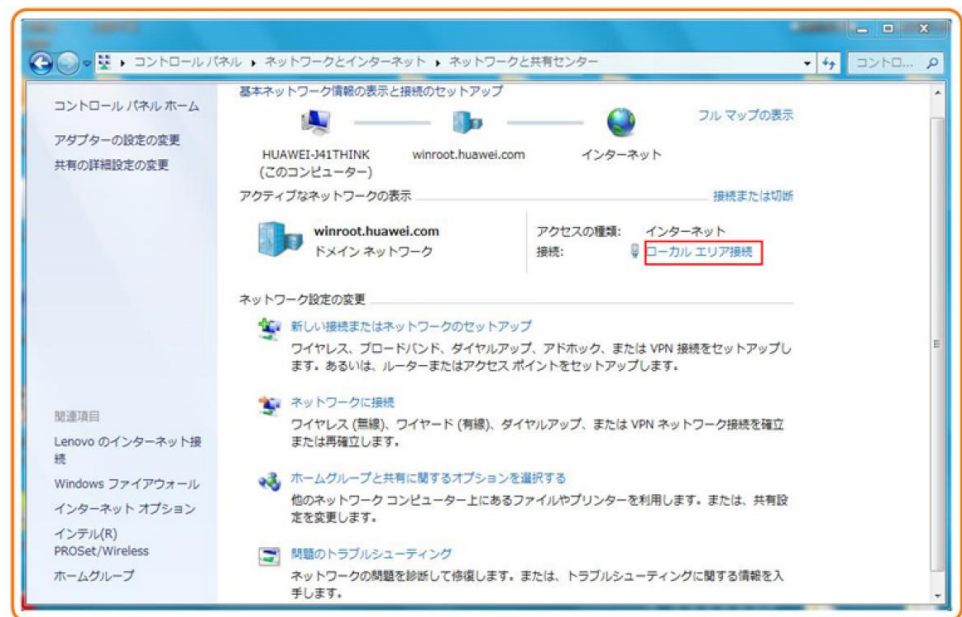 コントロール パネル ▸ ネットワークとインターネット ▸ ネットワークと共有センター
コントロ...
コントロール パネル ホーム
アダプターの設定の変更
共有の詳細設定の変更
基本ネットワーク情報の表示と接続のセットアップ
フル マップの表示
HUAWEI-J41THINK
(このコンピューター)
winroot.huawei.com
インターネット
アクティブなネットワークの表示
接続または切断
winroot.huawei.com
ドメイン ネットワーク
アクセスの種類: インターネット
接続: ローカル エリア接続
ネットワーク設定の変更
新しい接続またはネットワークのセットアップ
ワイヤレス、ブロードバンド、ダイヤルアップ、アドホック、または VPN 接続をセットアップし
ます。あるいは、ルーターまたはアクセス ポイントをセットアップします。
ネットワークに接続
ワイヤレス (無線)、ワイヤード (有線)、ダイヤルアップ、または VPN ネットワーク接続を確立
または再確立します。
ホームグループと共有に関するオプションを選択する
他のネットワーク コンピューター上にあるファイルやプリンターを利用します。または、共有設
定を変更します。
問題のトラブルシューティング
ネットワークの問題を診断して修復します。または、トラブルシューティングに関する情報を入
手します。
関連項目
Lenovo のインターネット接
続
Windows ファイアウォール
インターネット オプション
インテル(R)
PROSet/Wireless
ホームグループ